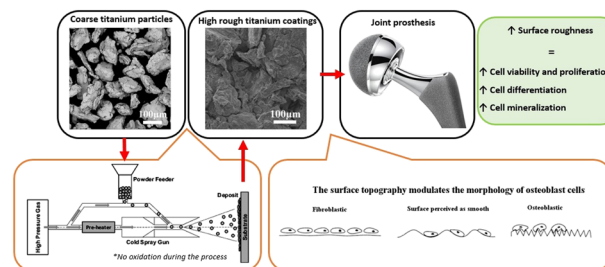 Coarse titanium particles
100μm
High rough titanium coatings
100μm
Joint prosthesis
↑ Surface roughness
=
↑ Cell viability and proliferation
↑ Cell differentiation
↑ Cell mineralization
Powder Feeder
High Pressure Gas
Pre-heater
Cold Spray Gun
Deposit
Substrate
*No oxidation during the process
The surface topography modulates the morphology of osteoblast cells
Fibroblastic
Surface perceived as smooth
Osteoblastic